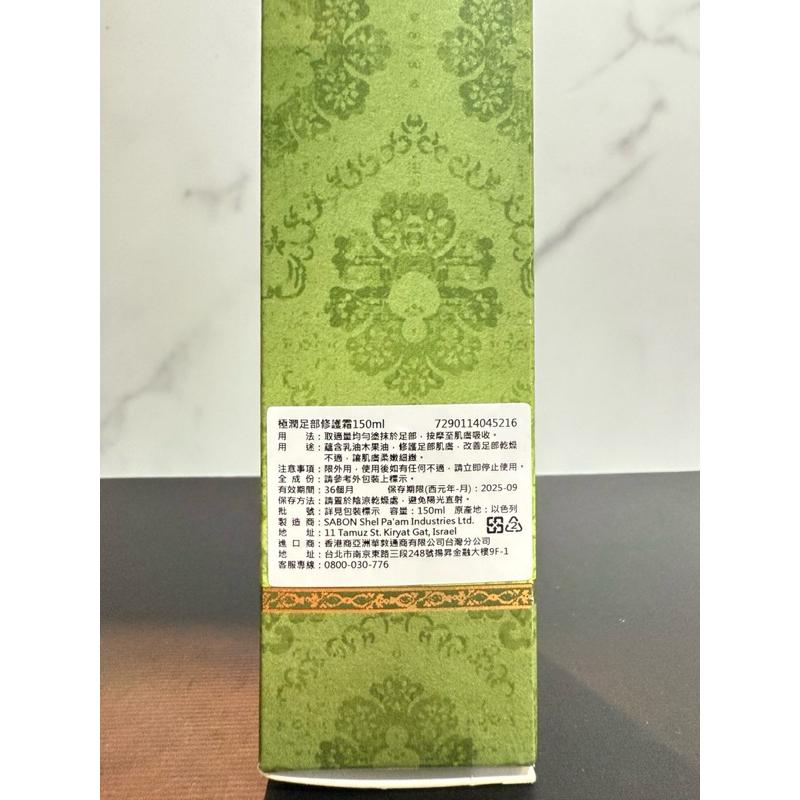 極潤足部修護霜150ml 7290114045216
用 法：取適量均勻塗抹於足部，按摩至肌膚吸收。
用 途：蘊含乳油木果油，修護足部肌膚，改善足部乾燥
不適，讓肌膚柔嫩細緻。
注意事項：限外用，使用後如有任何不適，請立即停止使用。
全 成 份：請參考外包裝上標示。
有效期間：36個月 保存期限(西元年-月)：2025-09
保存方法：請置於陰涼乾燥處，避免陽光直射。
批 號：詳見包裝標示 容量：150ml 原產地：以色列
製 造 商：SABON Shel Pa'am Industries Ltd.
地 址：11 Tamuz St. Kiryat Gat, Israel
進 口 商：香港商亞洲華敦通商有限公司台灣分公司
地 址：台北市南京東路三段248號揚昇金融大樓9F-1
客服專線：0800-030-776